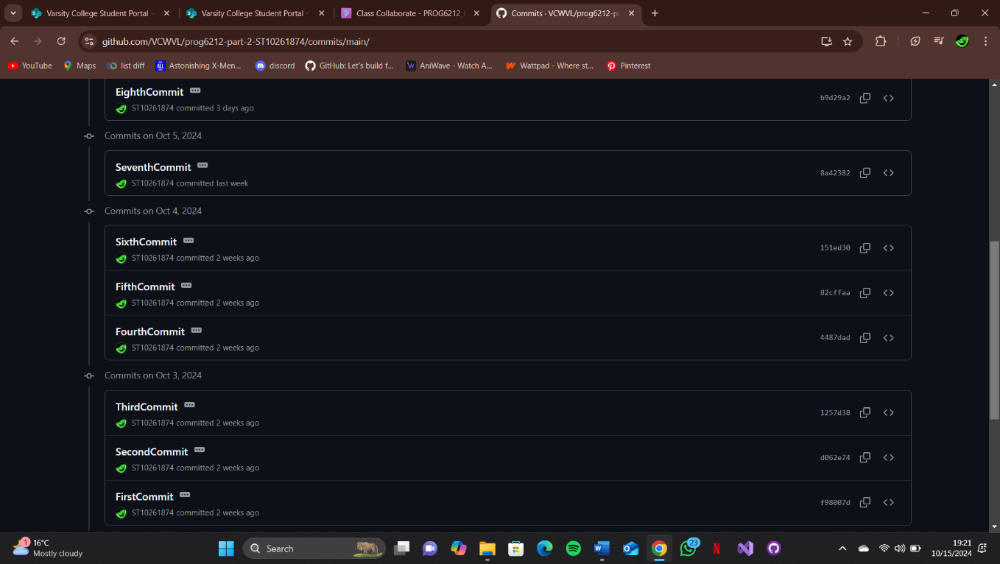 Varsity College Student Portal -
Varsity College Student Portal -
Class Collaborate - PROG6212_
Commits · VCWVL/prog6212-pa
github.com/VCWVL/prog6212-part-2-ST10261874/commits/main/
YouTube
Maps
list diff
Astonishing X-Men...
discord
GitHub: Let's build f...
AniWave - Watch A...
Wattpad - Where st...
Pinterest
EighthCommit
b9d29a2
ST10261874 committed 3 days ago
Commits on Oct 5, 2024
SeventhCommit
8a42382
ST10261874 committed last week
Commits on Oct 4, 2024
SixthCommit
151ed30
ST10261874 committed 2 weeks ago
FifthCommit
82cffaa
ST10261874 committed 2 weeks ago
FourthCommit
4487dad
ST10261874 committed 2 weeks ago
Commits on Oct 3, 2024
ThirdCommit
1257d38
ST10261874 committed 2 weeks ago
SecondCommit
d062e74
ST10261874 committed 2 weeks ago
FirstCommit
f98007d
ST10261874 committed 2 weeks ago
1
16°C
Mostly cloudy
Search
23
19:21
10/15/2024